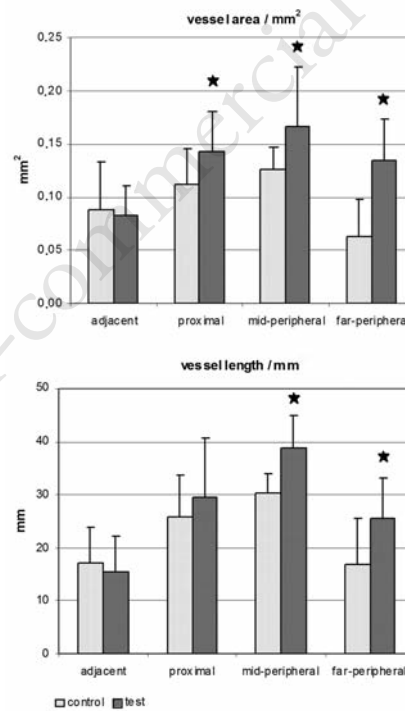 vessel area / mm²
0,25
0,20
0,15
0,10
0,05
0,00
mm²
adjacent proximal mid-peripheral far-peripheral
vessel length / mm
50
40
30
20
10
0
mm
adjacent proximal mid-peripheral far-peripheral
control test
-commercial